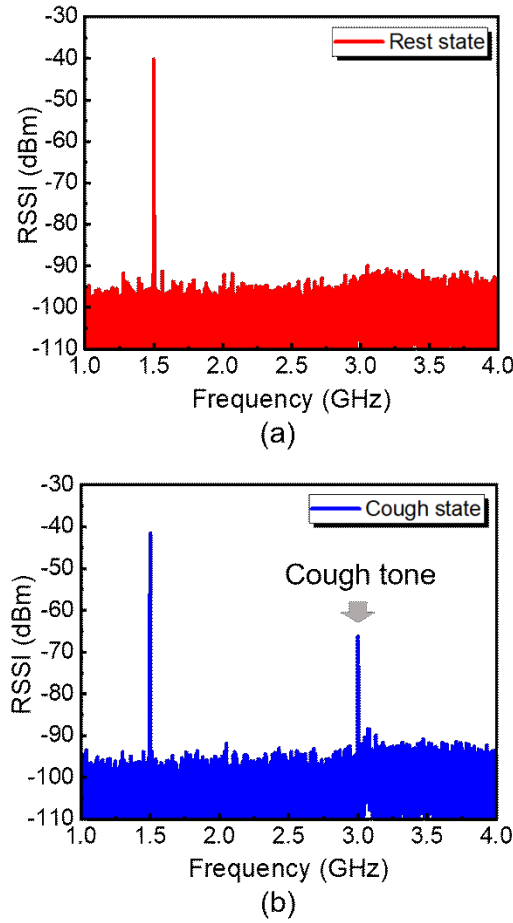 -30
-40
-50
-60
-70
-80
-90
-100
-110
RSSI (dBm)
Rest state
1.0 1.5 2.0 2.5 3.0 3.5 4.0
Frequency (GHz)
(a)
-30
-40
-50
-60
-70
-80
-90
-100
-110
RSSI (dBm)
Cough state
Cough tone
1.0 1.5 2.0 2.5 3.0 3.5 4.0
Frequency (GHz)
(b)